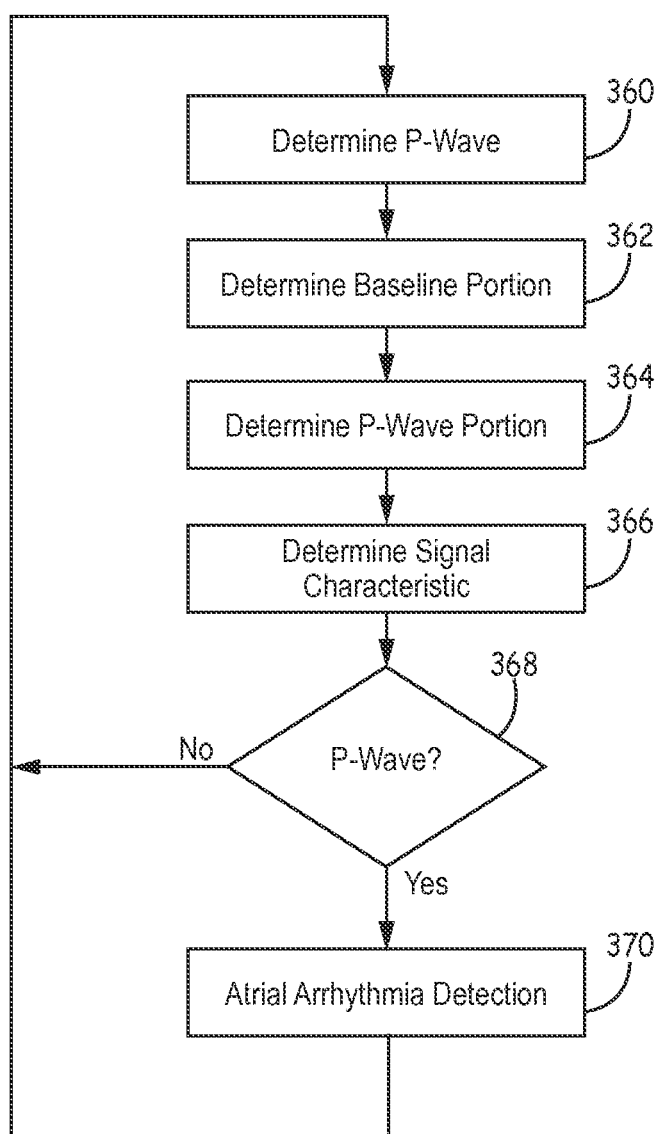 360
Determine P-Wave
362
Determine Baseline Portion
364
Determine P-Wave Portion
366
Determine Signal
Characteristic
368
P-Wave?
No
Yes
370
Atrial Arrhythmia Detection